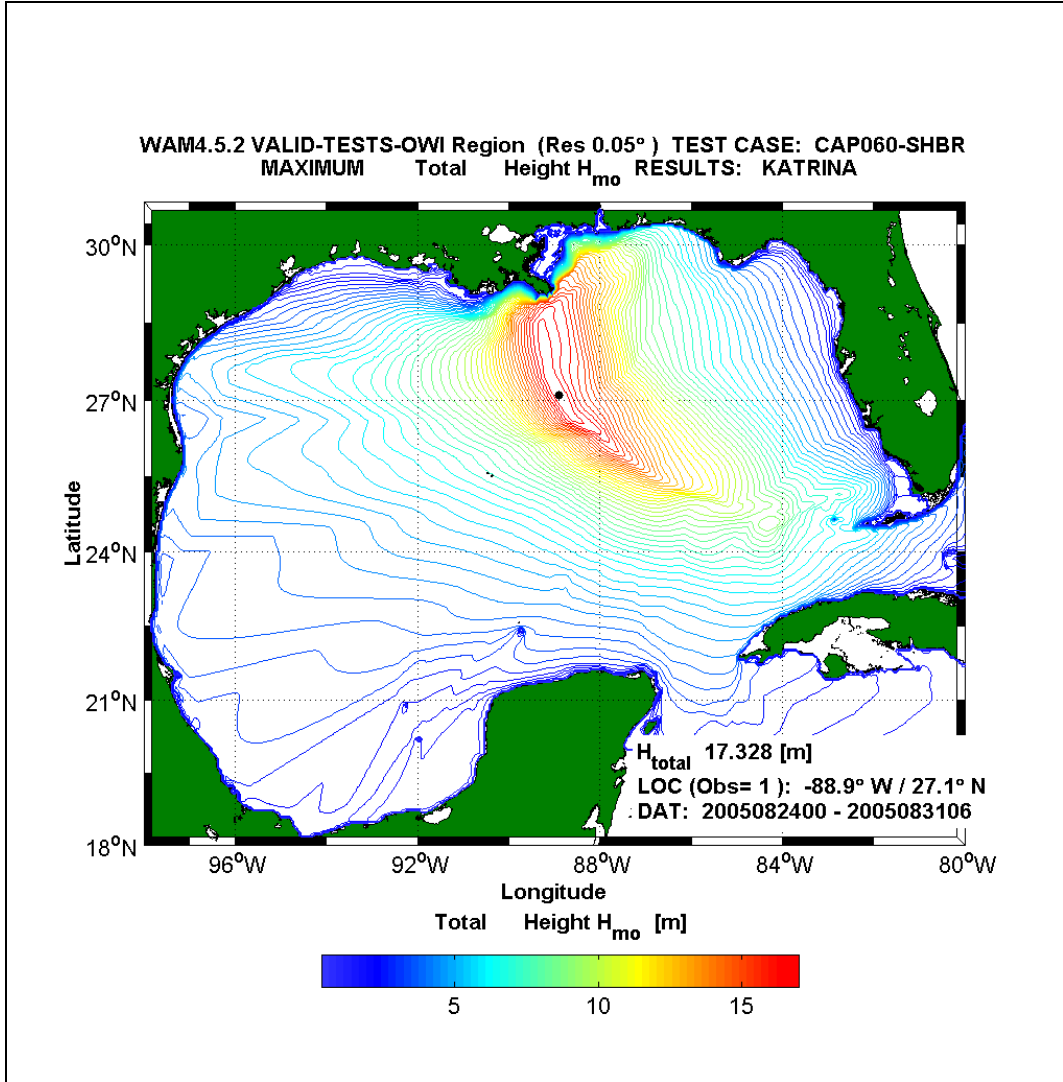 WAM4.5.2 VALID-TESTS-OWI Region (Res 0.05° ) TEST CASE: CAP060-SHBR
MAXIMUM Total Height Hmo RESULTS: KATRINA
30°N
27°N
24°N
21°N
18°N
Latitude
Htotal 17.328 [m]
LOC (Obs= 1 ): -88.9° W / 27.1° N
DAT: 2005082400 - 2005083106
96°W 92°W 88°W 84°W 80°W
Longitude
Total Height Hmo [m]
5 10 15